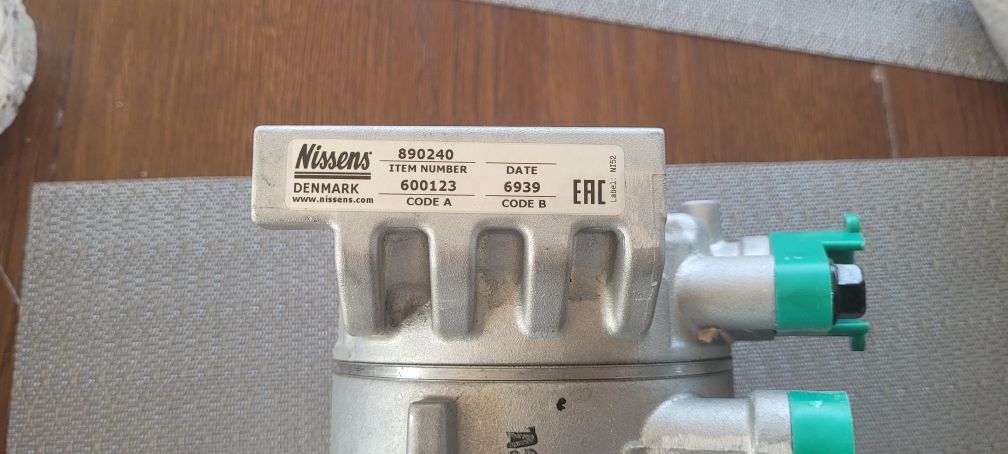 Nissens
DENMARK
www.nissens.com
890240
ITEM NUMBER
DATE
600123
6939
CODE A
CODE B
EAC
Label: NI52